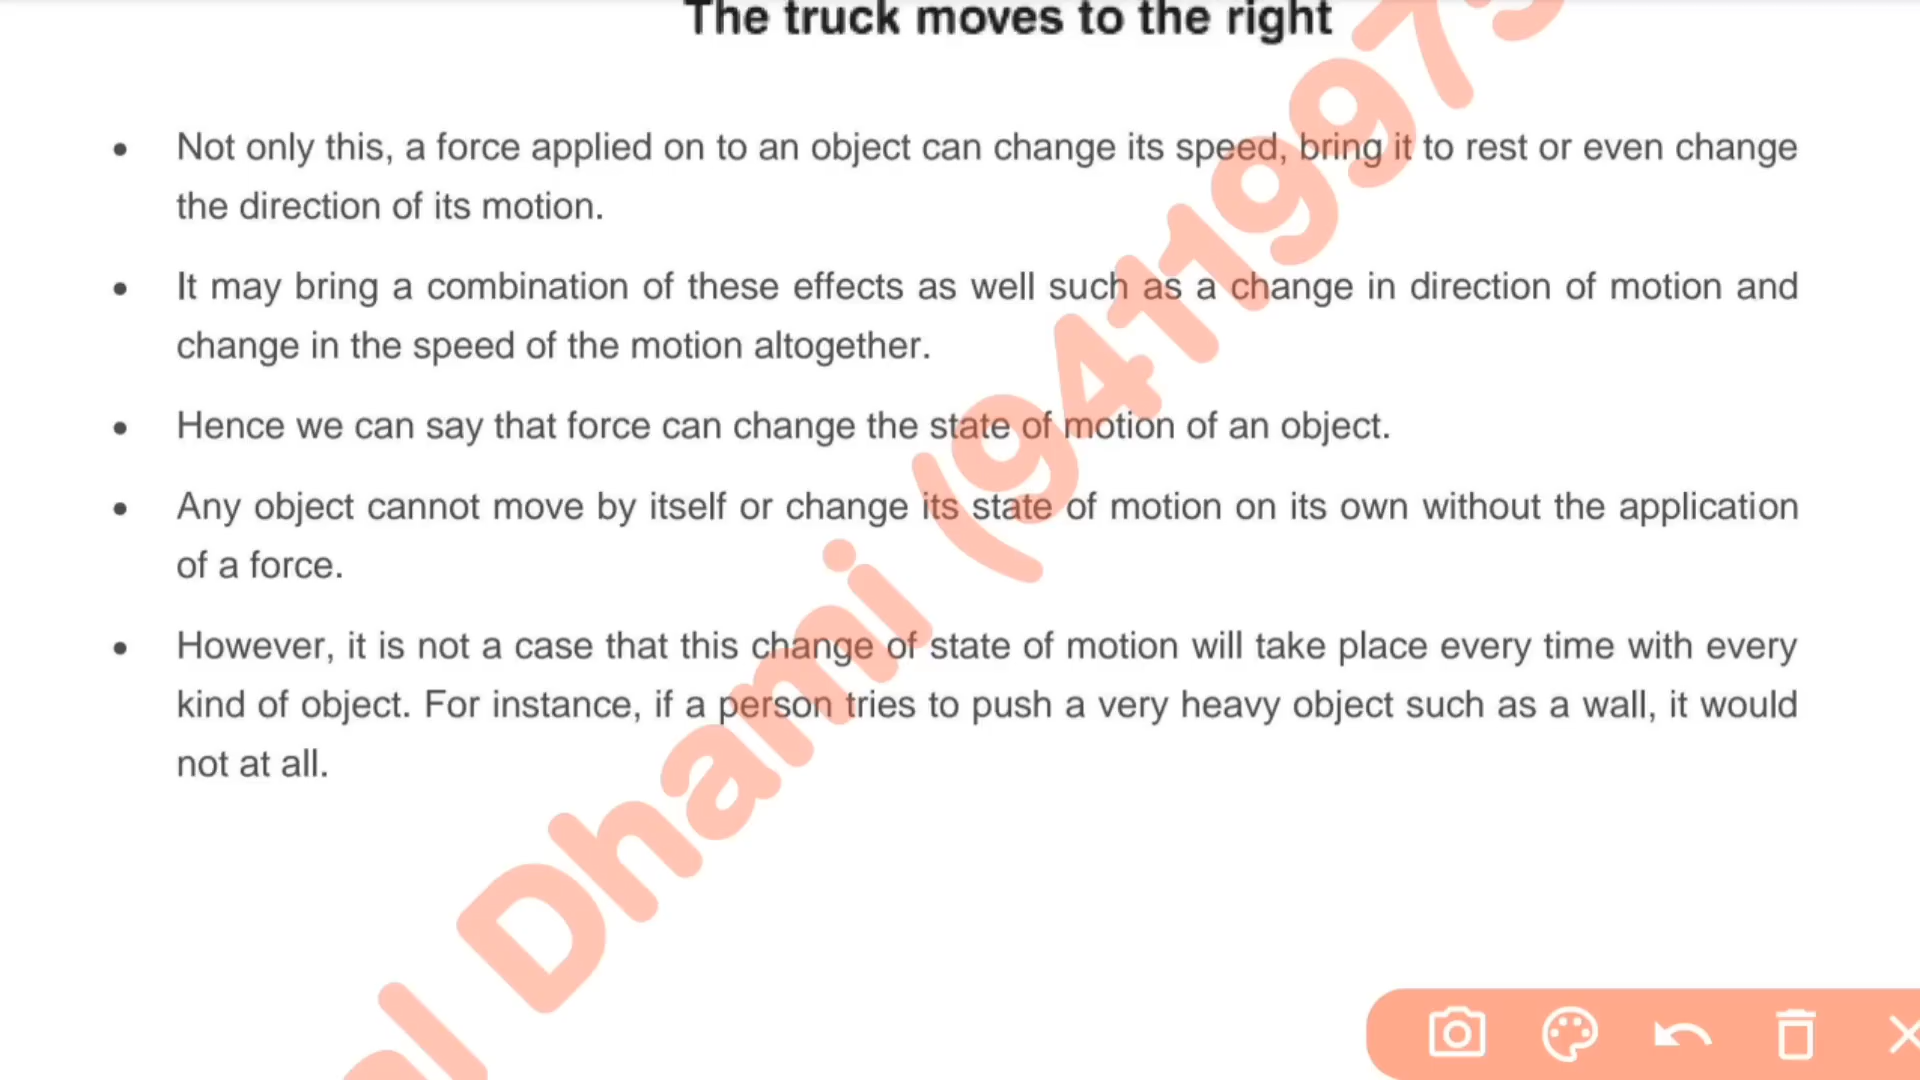 The truck moves to the right
Not only this, a force applied on to an object can change its speed, bring it to rest or even change
the direction of its motion.
It may bring a combination of these effects as well such as a change in direction of motion and
change in the speed of the motion altogether.
Hence we can say that force can change the state of motion of an object.
Any object cannot move by itself or change its state of motion on its own without the application
of a force.
However, it is not a case that this change of state of motion will take place every time with every
kind of object. For instance, if a person tries to push a very heavy object such as a wall, it would
not at all.
Dhami (9411997